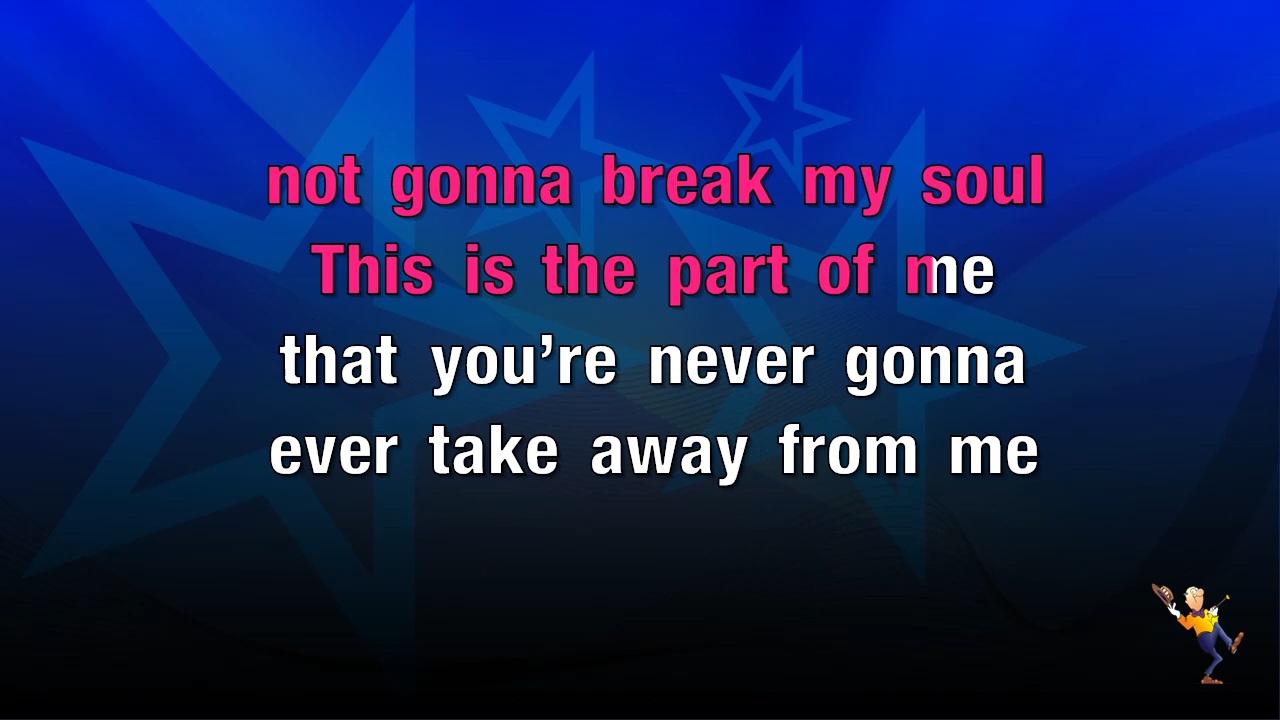 not gonna break my soul
This is the part of me
that you’re never gonna
ever take away from me